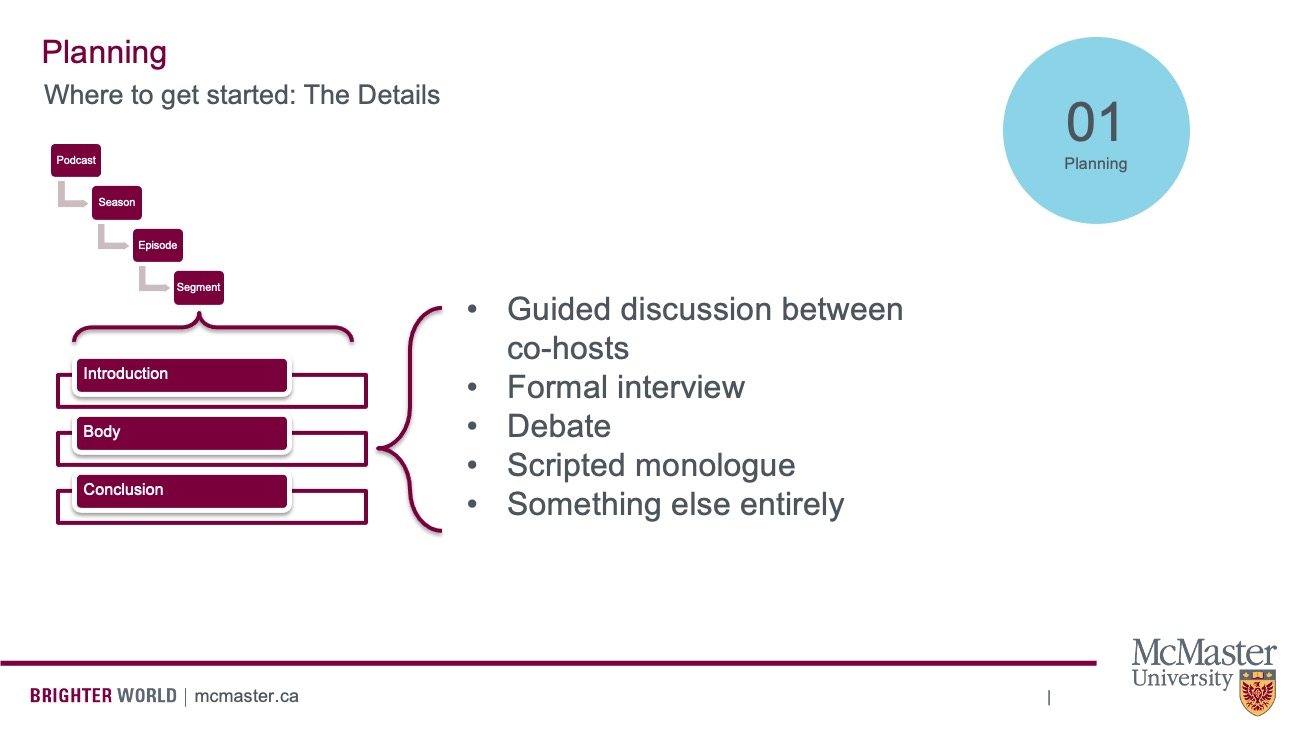 Planning
Where to get started: The Details
01
Planning
Podcast
Season
Episode
Segment
Introduction
Body
Conclusion
• Guided discussion between
co-hosts
• Formal interview
• Debate
• Scripted monologue
• Something else entirely
BRIGHTER WORLD | mcmaster.ca
|
McMaster
University